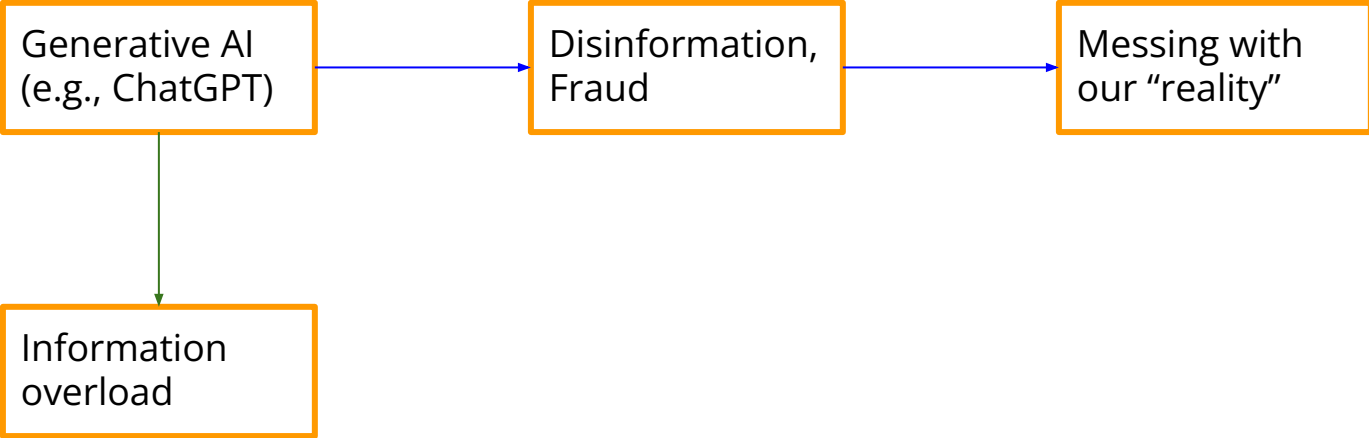 Generative AI
(e.g., ChatGPT)
Disinformation,
Fraud
Messing with
our “reality”
Information
overload